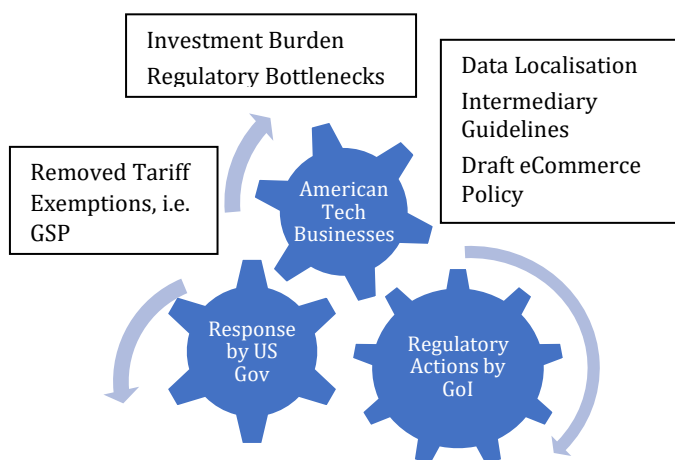 Investment Burden
Regulatory Bottlenecks
Data Localisation
Intermediary
Guidelines
Draft eCommerce
Policy
Removed Tariff
Exemptions, i.e.
GSP
American
Tech
Businesses
Response
by US
Gov
Regulatory
Actions by
GoI